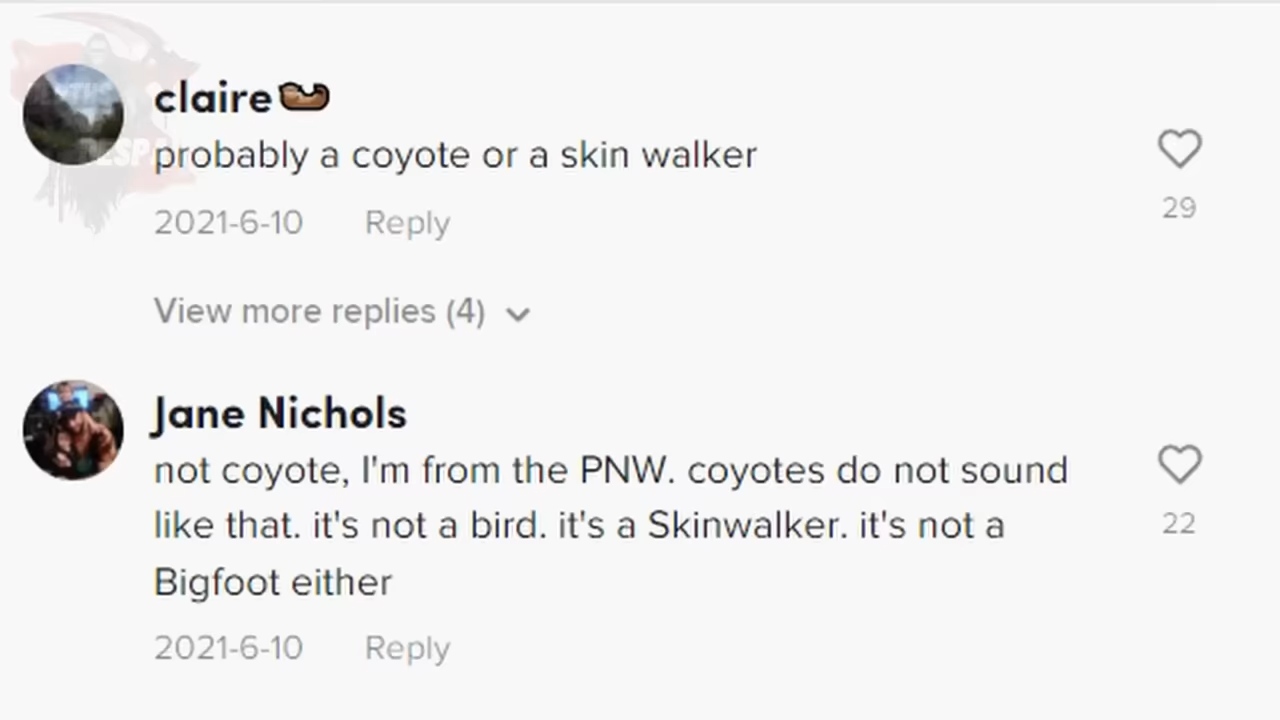 claire
probably a coyote or a skin walker
2021-6-10 Reply
29
View more replies (4)
Jane Nichols
not coyote, I'm from the PNW. coyotes do not sound
like that. it's not a bird. it's a Skinwalker. it's not a
Bigfoot either
22
2021-6-10 Reply